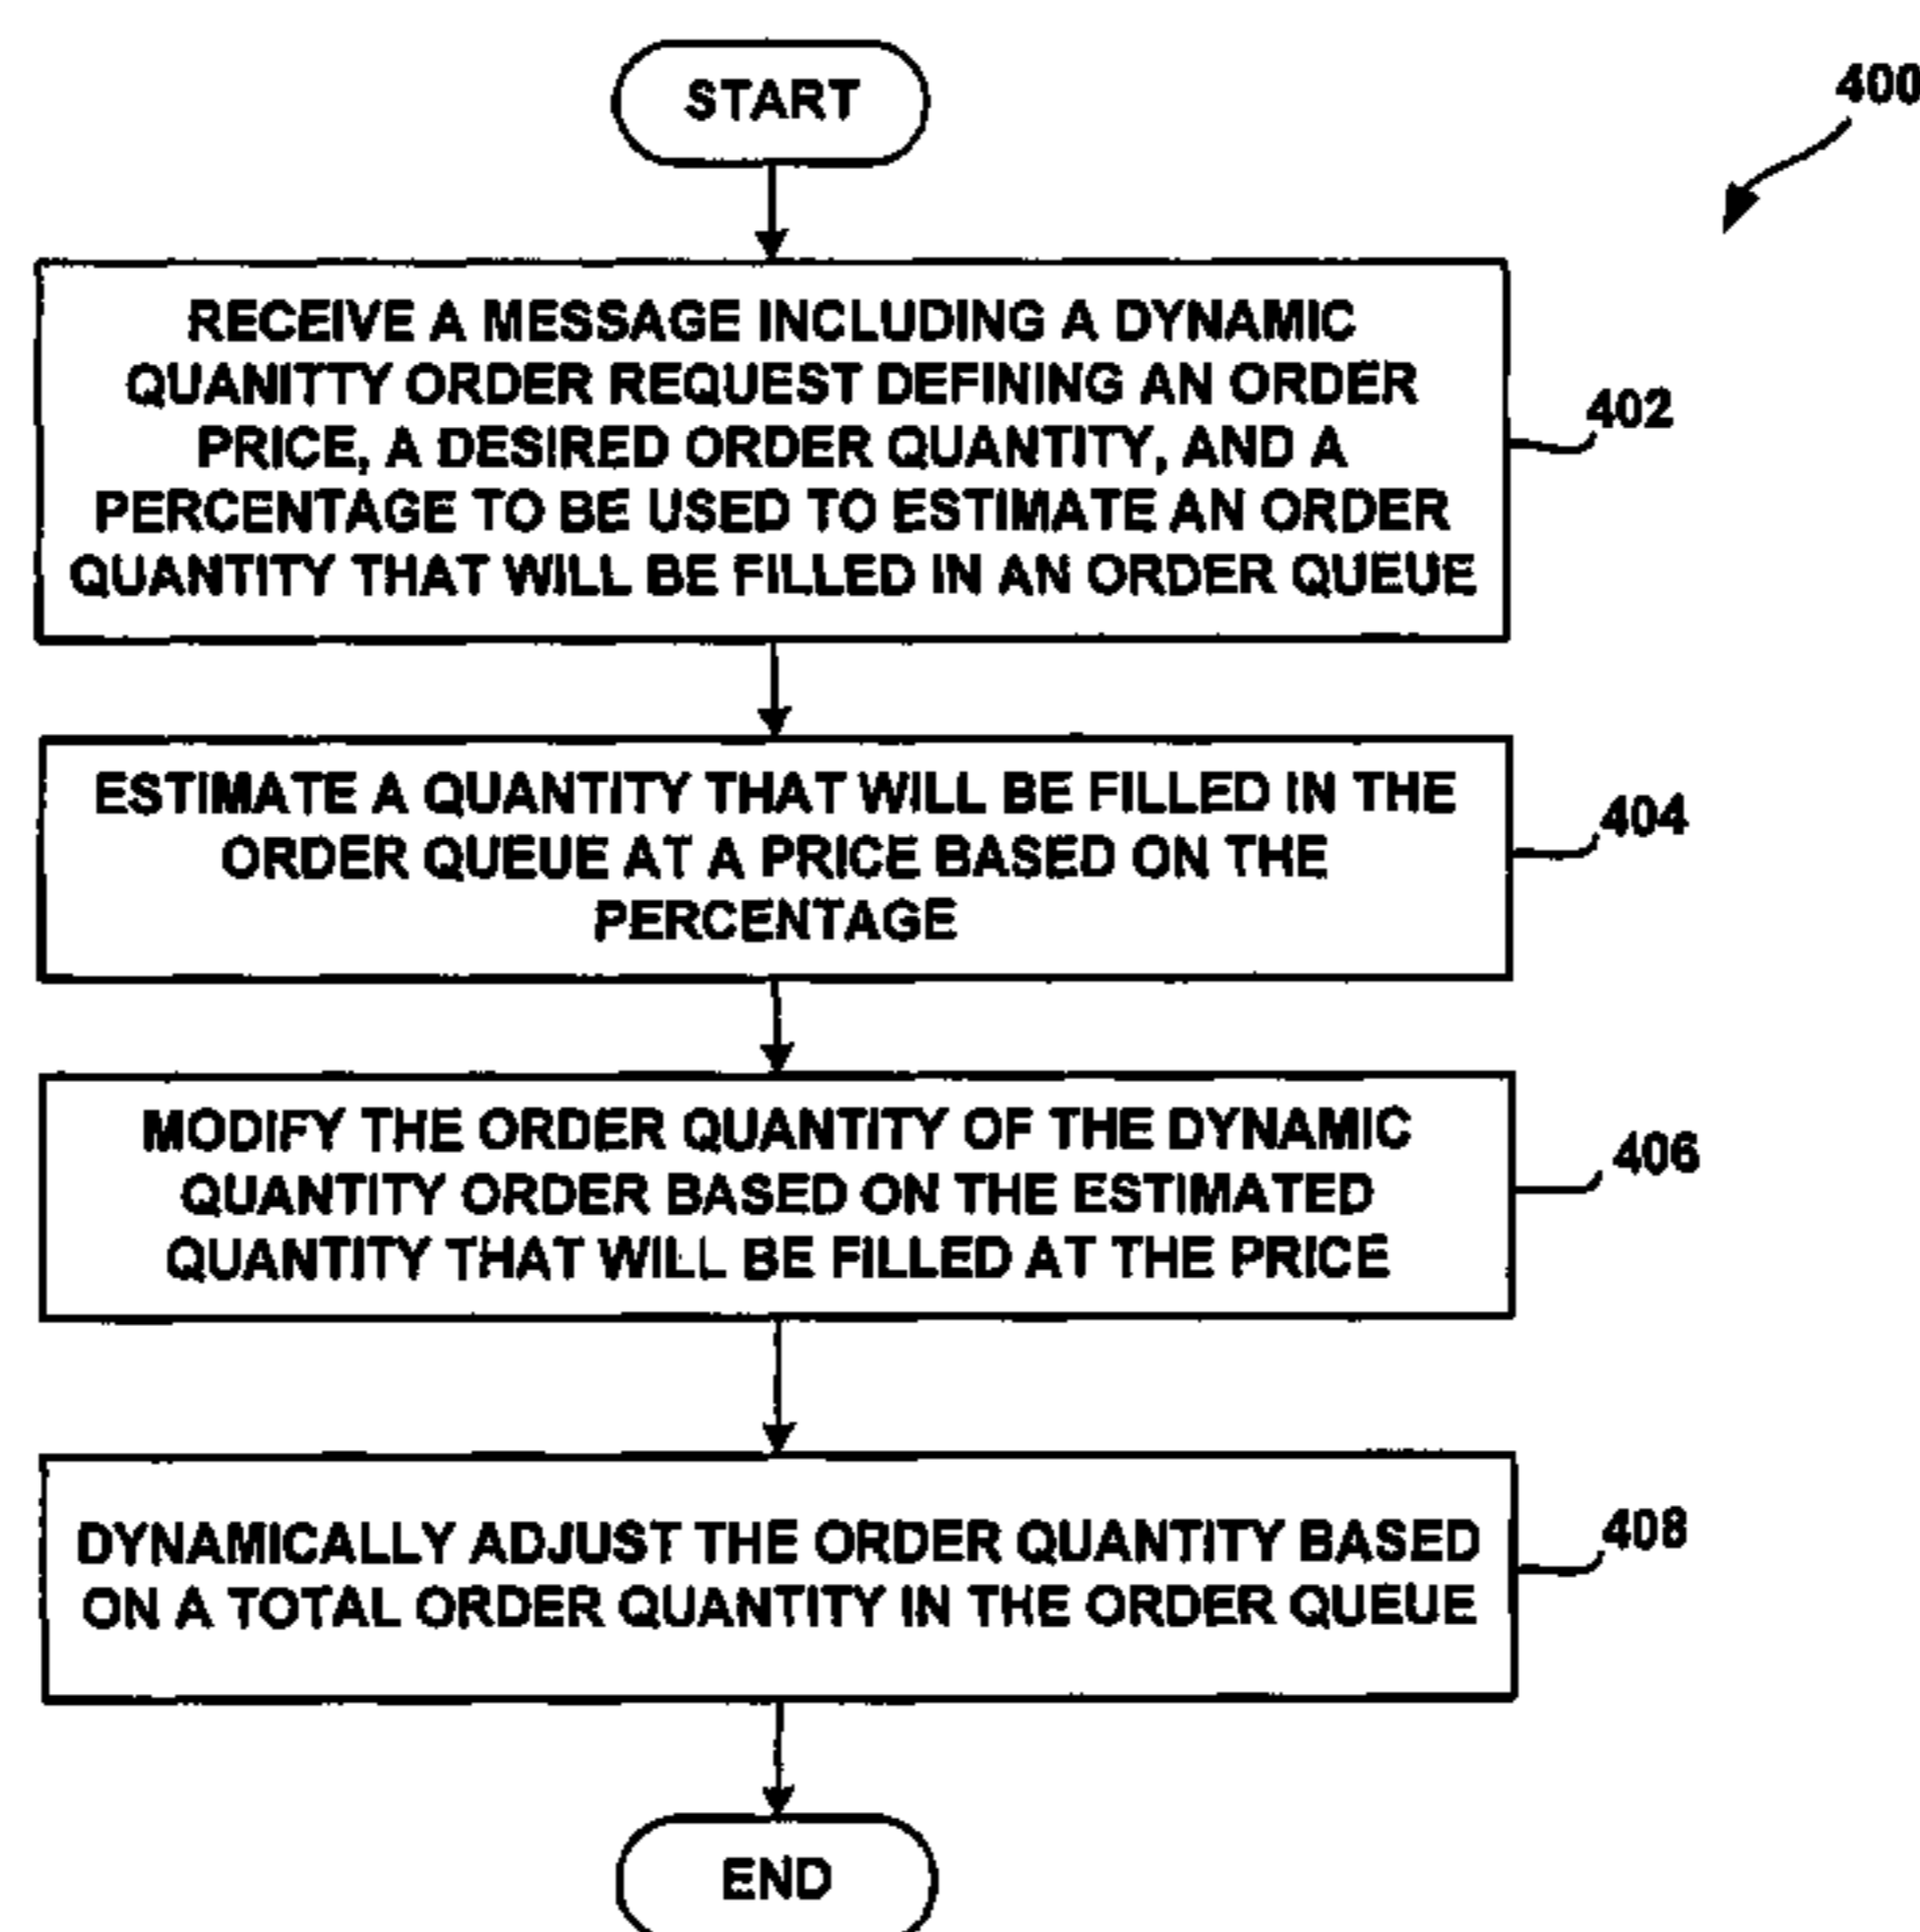 START
400
RECEIVE A MESSAGE INCLUDING A DYNAMIC
QUANITTY ORDER REQUEST DEFINING AN ORDER
PRICE, A DESIRED ORDER QUANTITY, AND A
PERCENTAGE TO BE USED TO ESTIMATE AN ORDER
QUANTITY THAT WILL BE FILLED IN AN ORDER QUEUE
402
ESTIMATE A QUANTITY THAT WILL BE FILLED IN THE
ORDER QUEUE AT A PRICE BASED ON THE
PERCENTAGE
404
MODIFY THE ORDER QUANTITY OF THE DYNAMIC
QUANTITY ORDER BASED ON THE ESTIMATED
QUANTITY THAT WILL BE FILLED AT THE PRICE
406
DYNAMICALLY ADJUST THE ORDER QUANTITY BASED
ON A TOTAL ORDER QUANTITY IN THE ORDER QUEUE
408
END